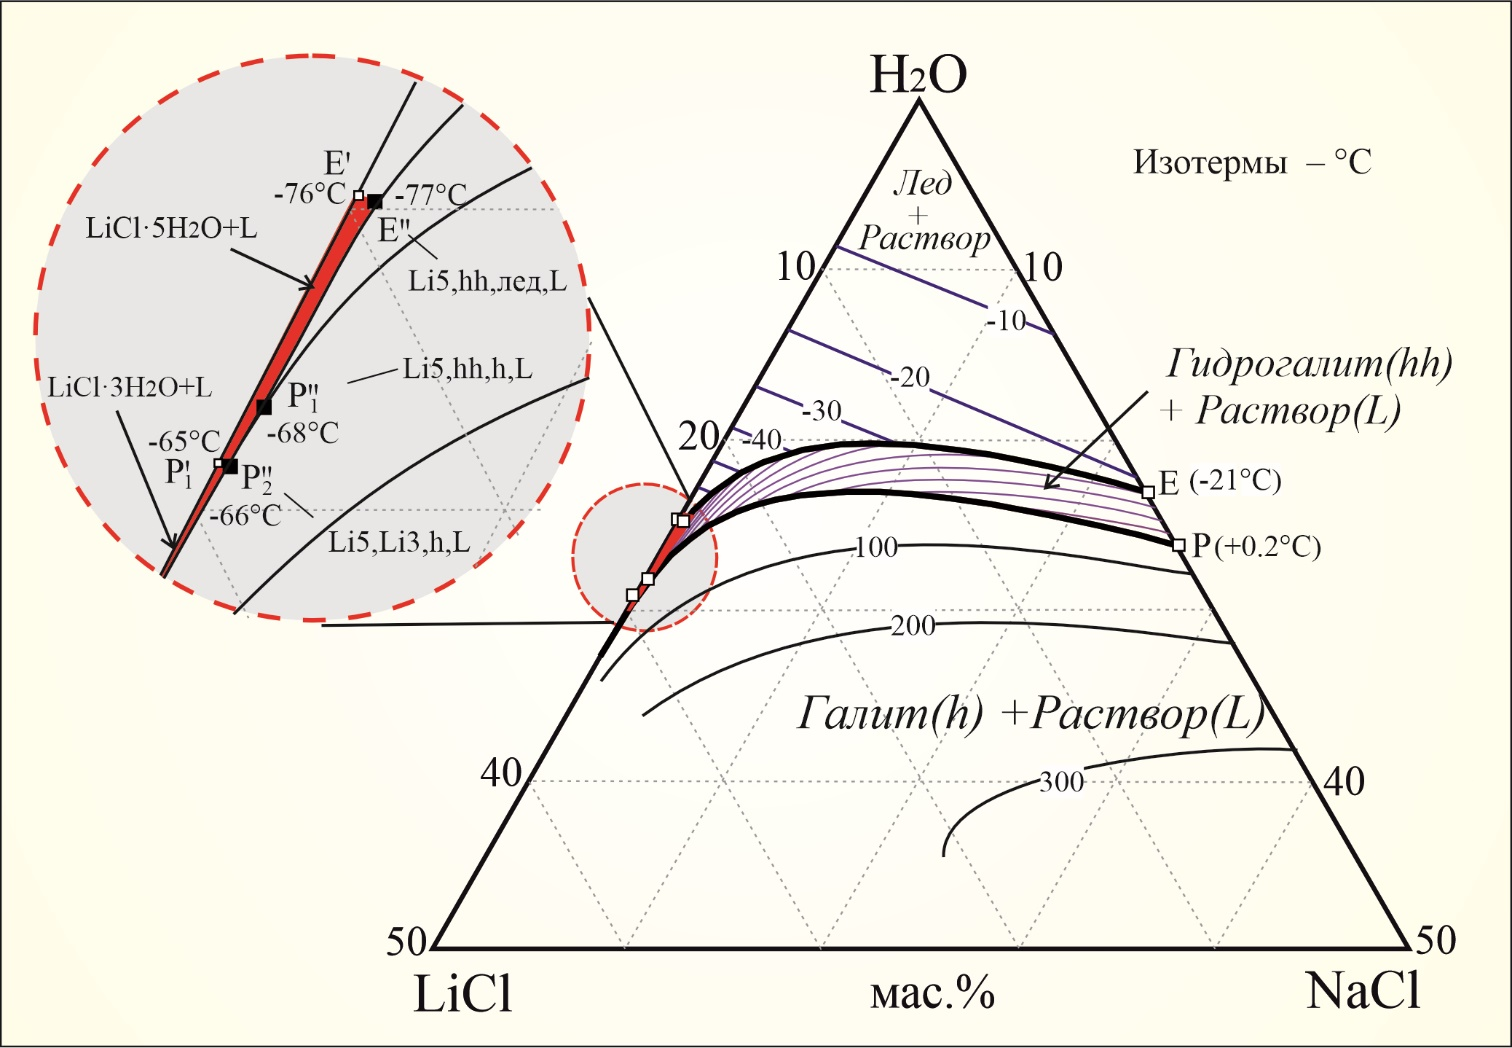 H2O
Изотермы – °C
Лед
+
Раствор
10
10
-10
-20
-30
-40
20
Гидрогалит(hh)
+ Раствор(L)
E (-21°C)
P(+0.2°C)
100
200
Галит(h) +Раствор(L)
300
40
40
50
50
LiCl
мас.%
NaCl
E'
-76°C
-77°C
E"
LiCl·5H2O+L
Li5,hh,лед,L
Li5,hh,h,L
LiCl·3H2O+L
P"1
-68°C
-65°C
P'1
P"2
-66°C
Li5,Li3,h,L